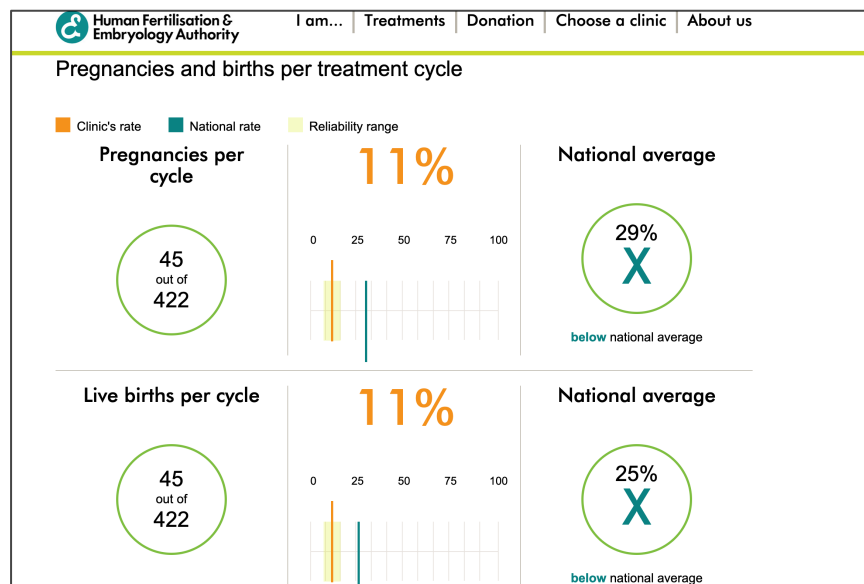 Human Fertilisation &
Embryology Authority
I am...
Treatments
Donation
Choose a clinic
About us
Pregnancies and births per treatment cycle
Clinic's rate
National rate
Reliability range
Pregnancies per
cycle
45
out of
422
11%
0 25 50 75 100
National average
29%
X
below national average
Live births per cycle
45
out of
422
11%
0 25 50 75 100
National average
25%
X
below national average